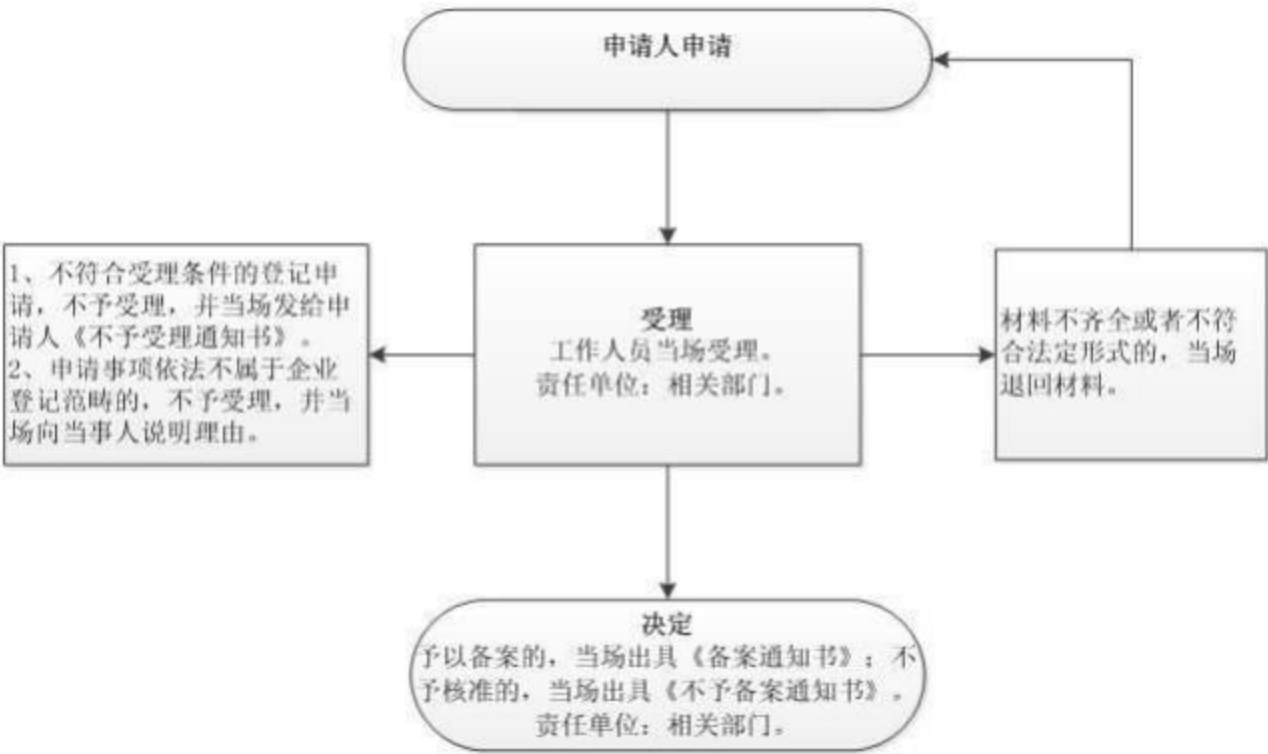 申请人申请
1、不符合受理条件的登记申
请，不予受理，并当场发给申
请人《不予受理通知书》。
2、申请事项依法不属于企业
登记范畴的，不予受理，并当
场向当事人说明理由。
受理
工作人员当场受理。
责任单位：相关部门。
材料不齐全或者不符
合法定形式的，当场
退回材料。
决定
予以备案的，当场出具《备案通知书》；不
予核准的，当场出具《不予备案通知书》。
责任单位：相关部门。